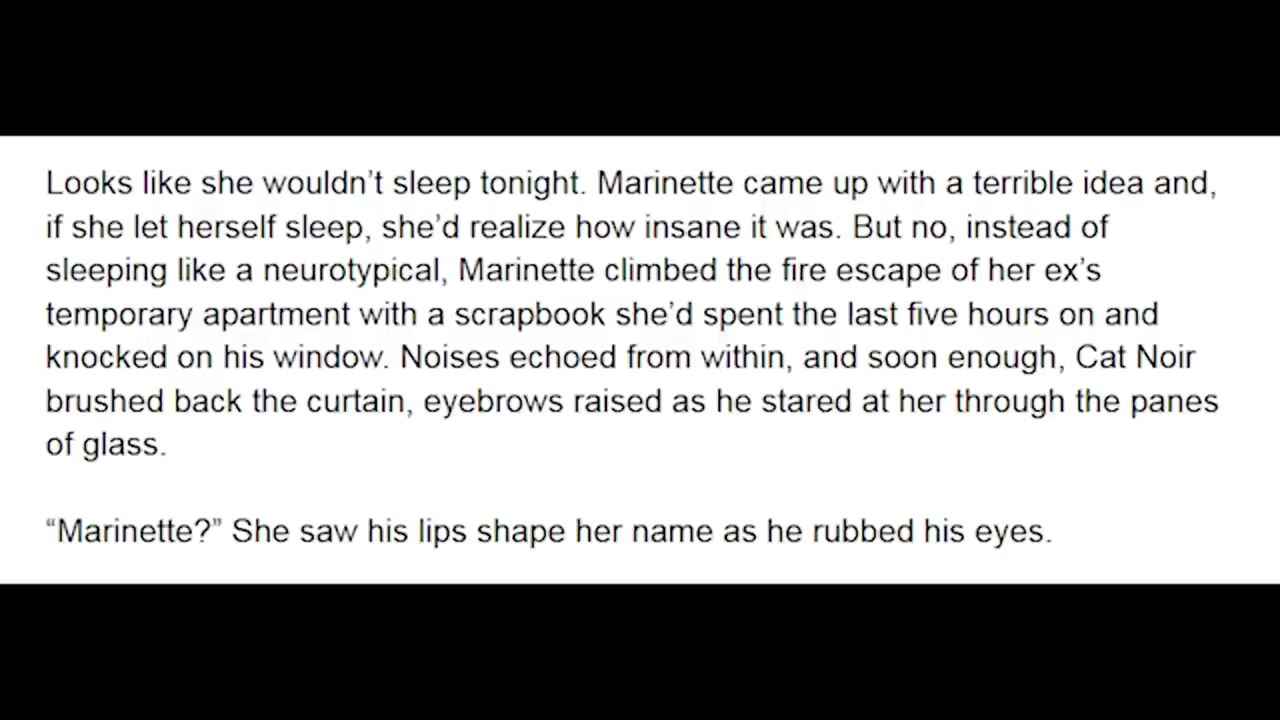 Looks like she wouldn’t sleep tonight. Marinette came up with a terrible idea and,
if she let herself sleep, she’d realize how insane it was. But no, instead of
sleeping like a neurotypical, Marinette climbed the fire escape of her ex’s
temporary apartment with a scrapbook she’d spent the last five hours on and
knocked on his window. Noises echoed from within, and soon enough, Cat Noir
brushed back the curtain, eyebrows raised as he stared at her through the panes
of glass.
“Marinette?” She saw his lips shape her name as he rubbed his eyes.